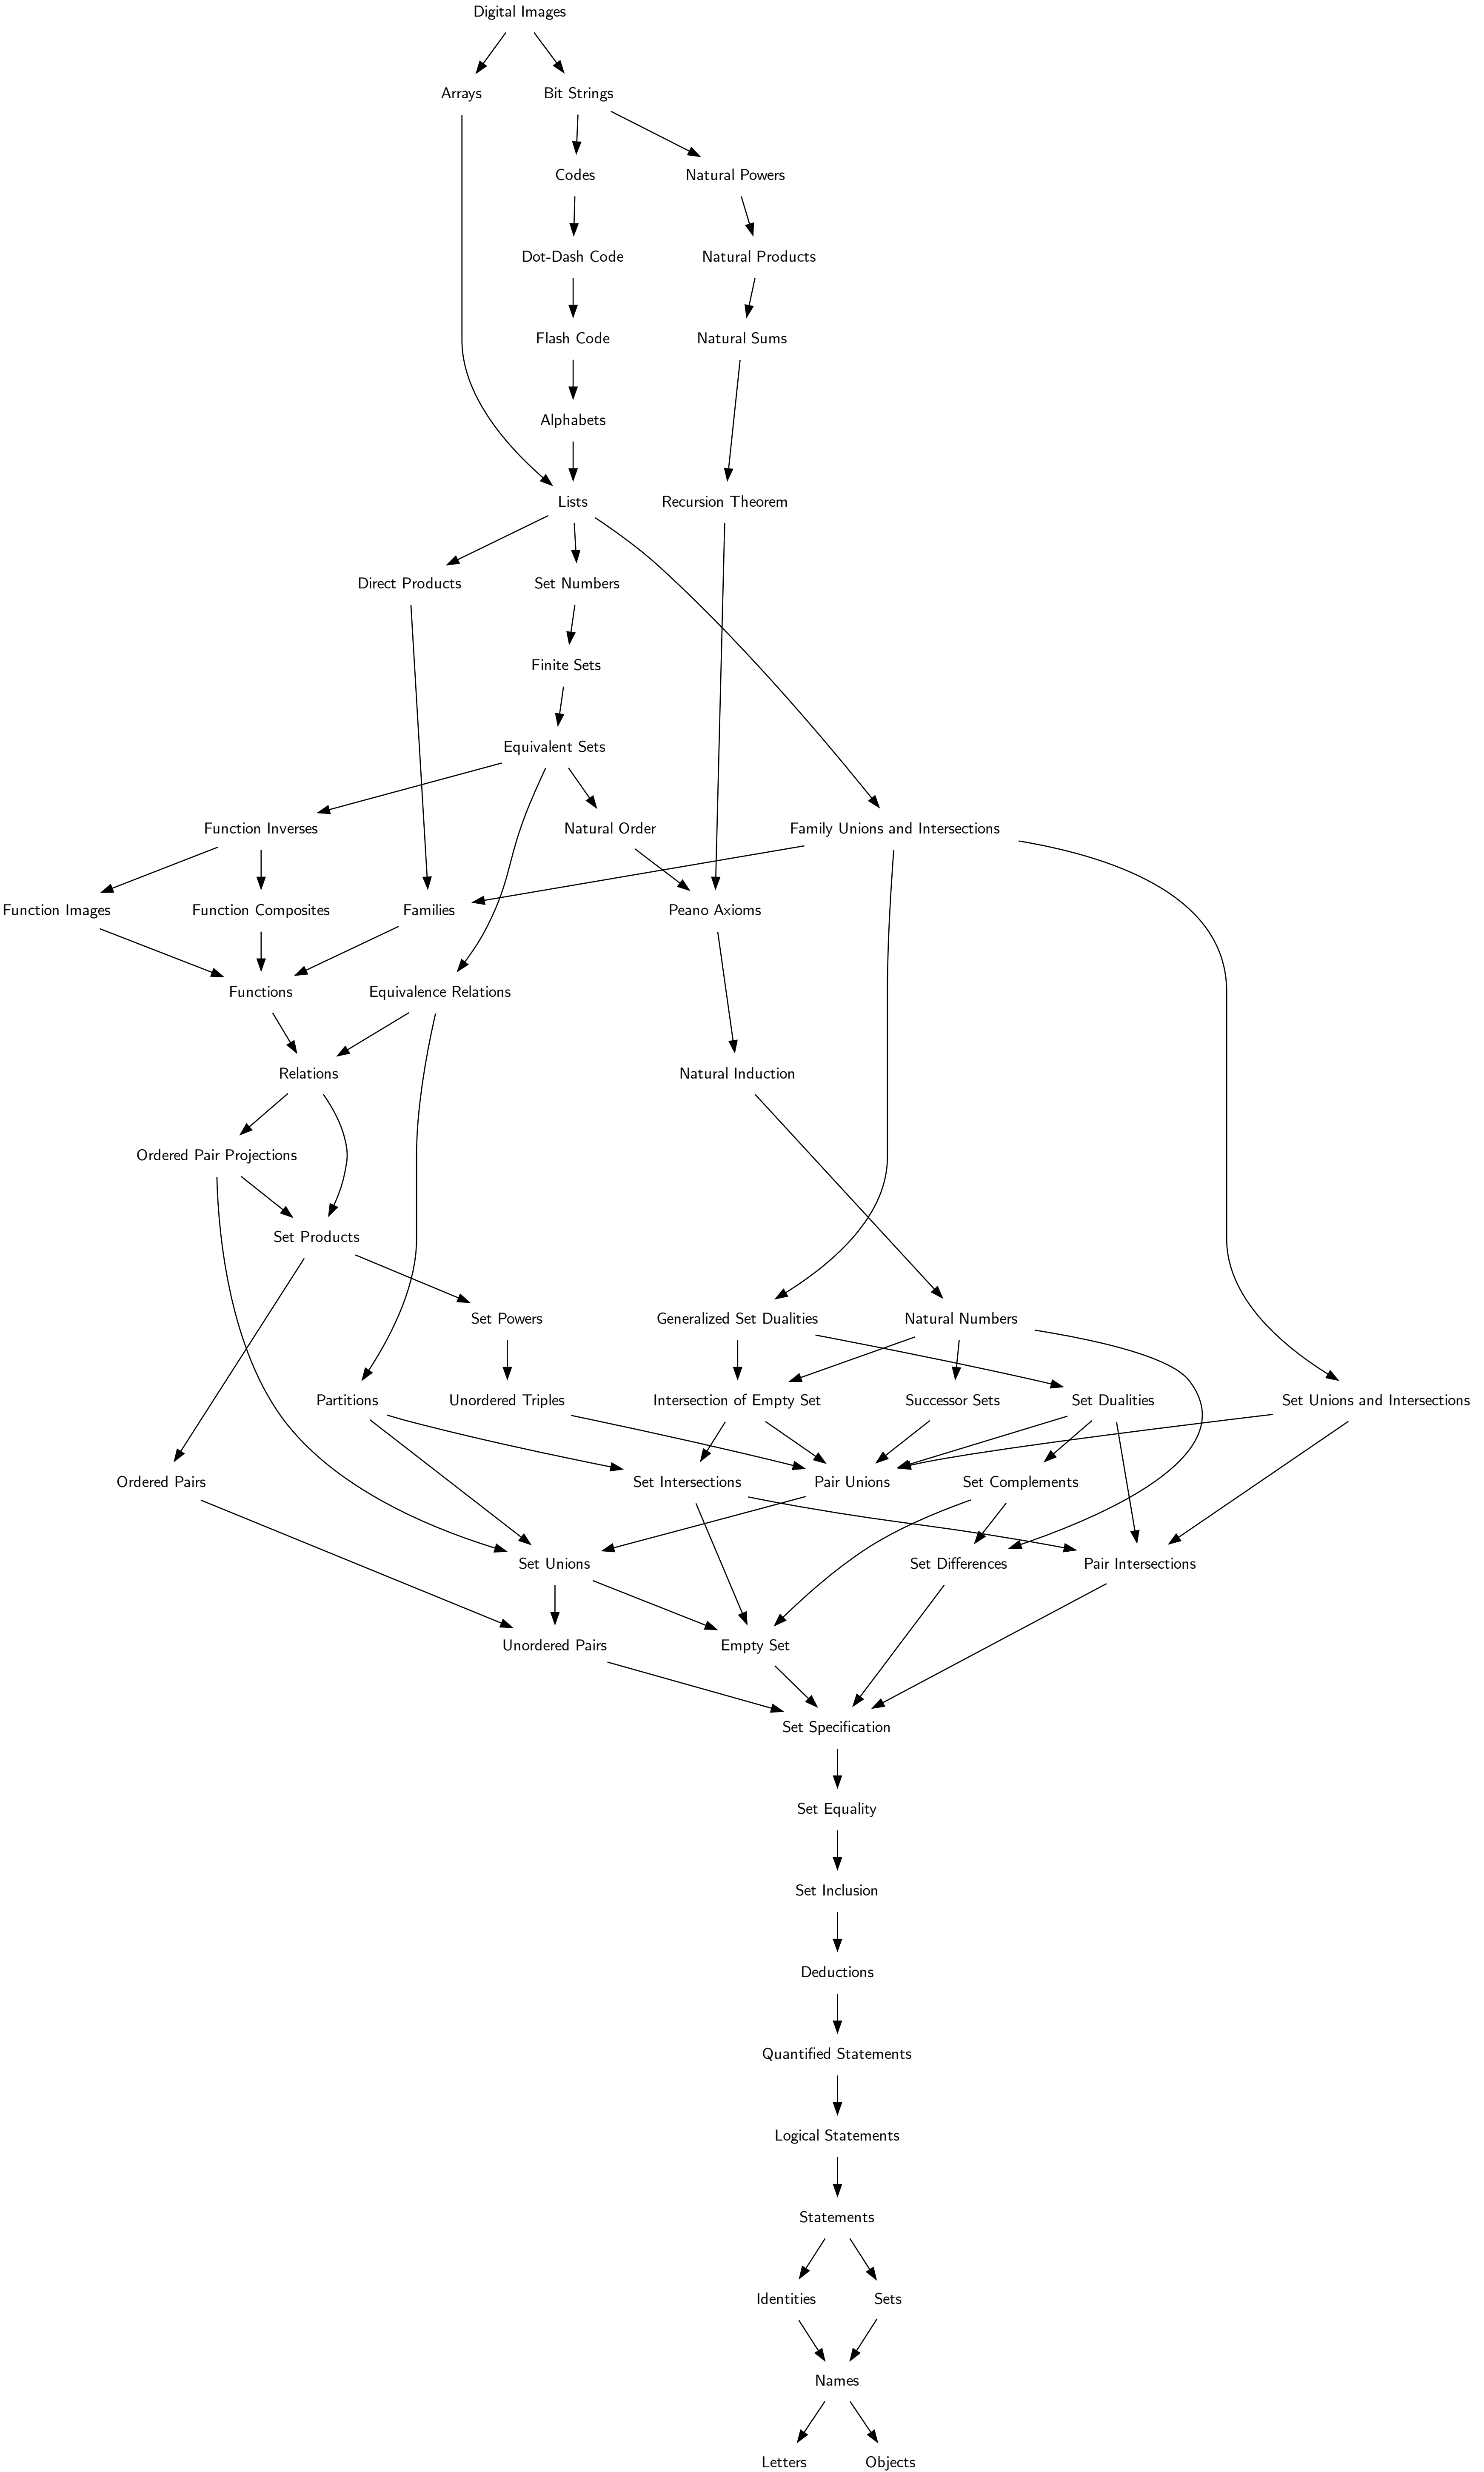 Digital Images
Arrays
Bit Strings
Codes
Natural Powers
Dot-Dash Code
Natural Products
Flash Code
Natural Sums
Alphabets
Lists
Recursion Theorem
Direct Products
Set Numbers
Finite Sets
Equivalent Sets
Function Inverses
Natural Order
Family Unions and Intersections
Function Images
Function Composites
Families
Peano Axioms
Functions
Equivalence Relations
Relations
Natural Induction
Ordered Pair Projections
Set Products
Set Powers
Generalized Set Dualities
Natural Numbers
Partitions
Unordered Triples
Intersection of Empty Set
Successor Sets
Set Dualities
Set Unions and Intersections
Ordered Pairs
Set Intersections
Pair Unions
Set Complements
Set Unions
Set Differences
Pair Intersections
Unordered Pairs
Empty Set
Set Specification
Set Equality
Set Inclusion
Deductions
Quantified Statements
Logical Statements
Statements
Identities
Sets
Names
Letters
Objects